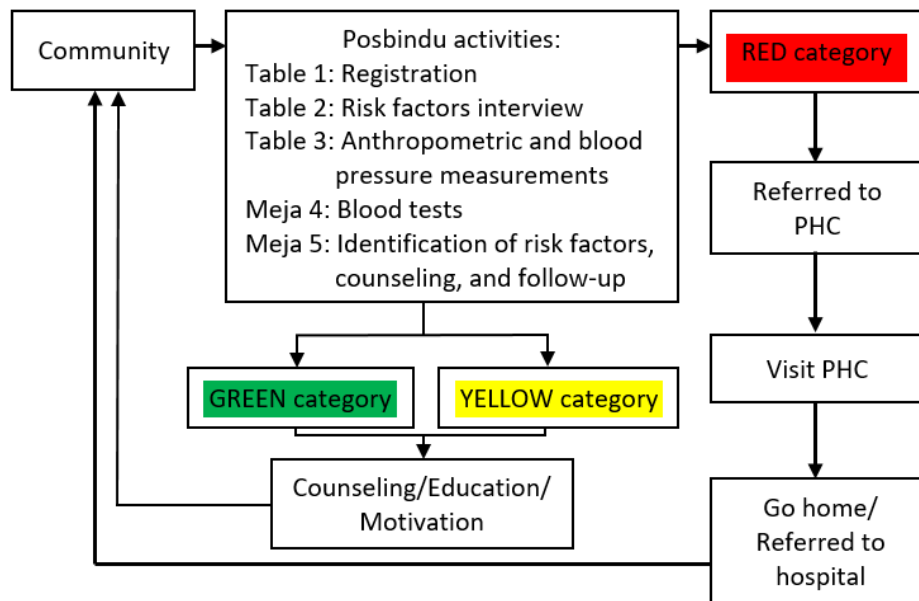 Community
Posbindu activities:
Table 1: Registration
Table 2: Risk factors interview
Table 3: Anthropometric and blood
pressure measurements
Meja 4: Blood tests
Meja 5: Identification of risk factors,
counseling, and follow-up
RED category
Referred to
PHC
Visit PHC
Go home/
Referred to
hospital
GREEN category
YELLOW category
Counseling/Education/
Motivation